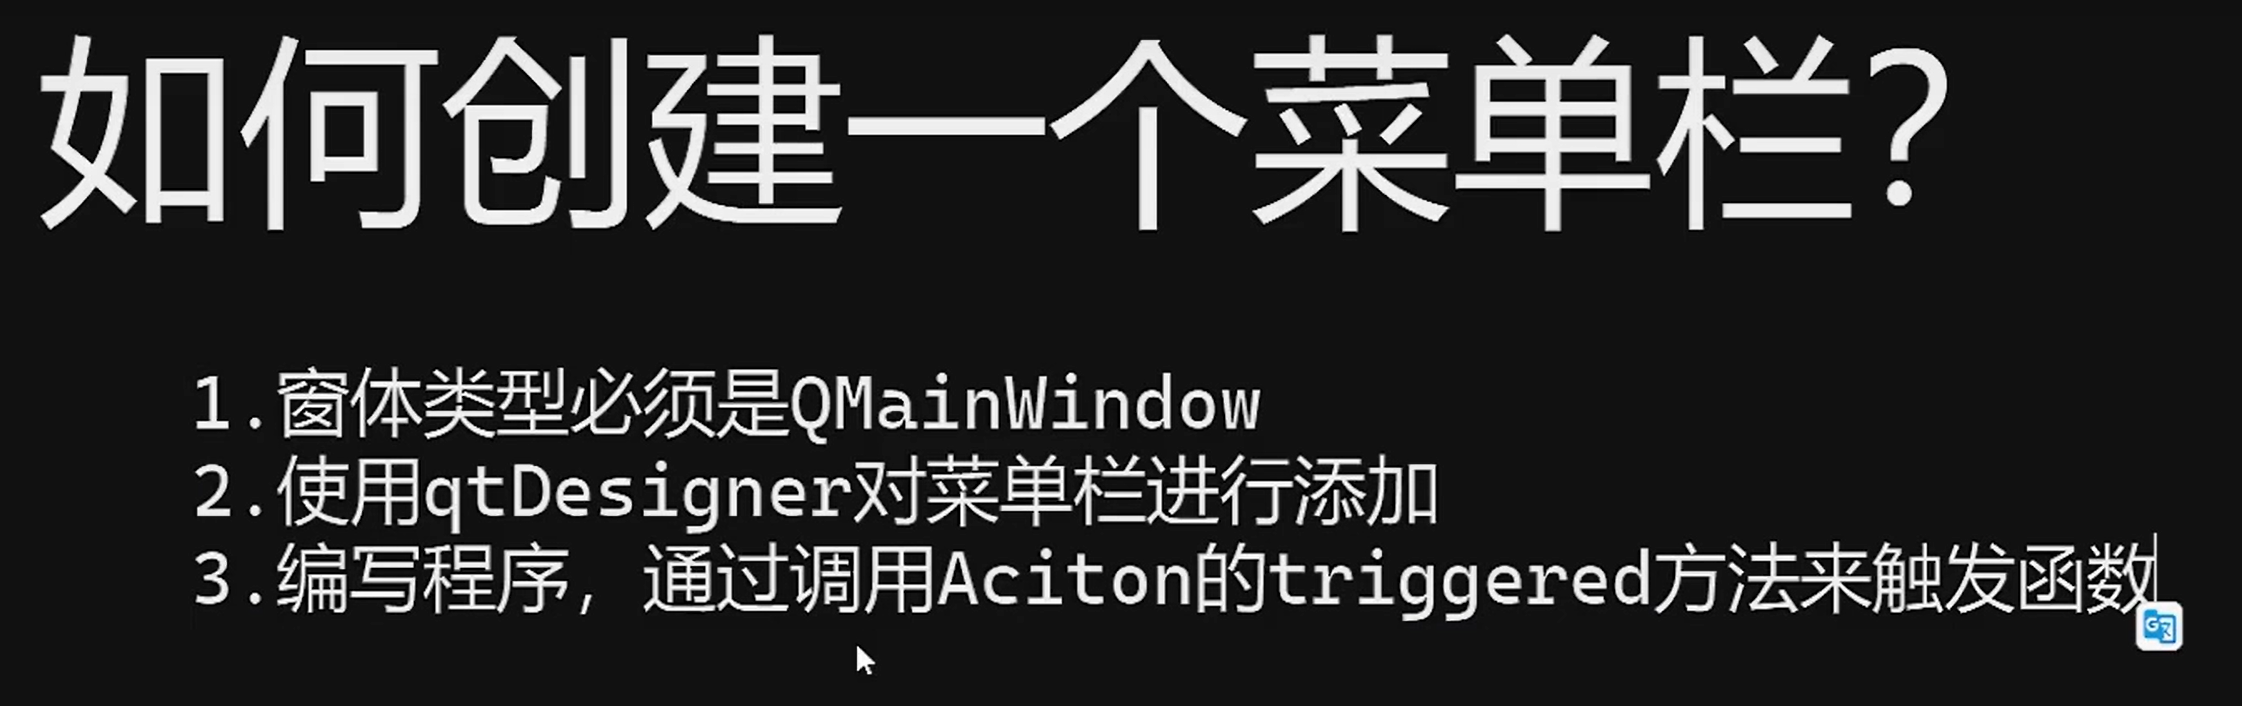 如何创建一个菜单栏？
1.窗体类型必须是QMainWindow
2.使用qtDesigner对菜单栏进行添加
3.编写程序，通过调用Aciton的triggered方法来触发函数